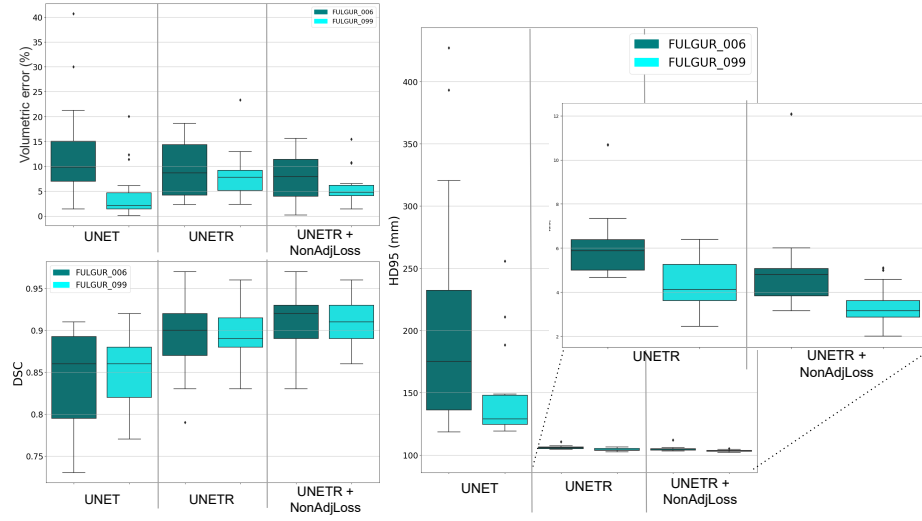 FULGUR_006
FULGUR_099
Volumetric error (%)
40
35
30
25
20
15
10
5
0
UNET
UNETR
UNETR +
NonAdjLoss
FULGUR_006
FULGUR_099
DSC
0.95
0.9
0.85
0.8
0.75
UNET
UNETR
UNETR +
NonAdjLoss
FULGUR_006
FULGUR_099
HD95 (mm)
400
350
300
250
200
150
100
UNET
UNETR
UNETR +
NonAdjLoss
12
10
8
6
4
2
UNETR
UNETR +
NonAdjLoss